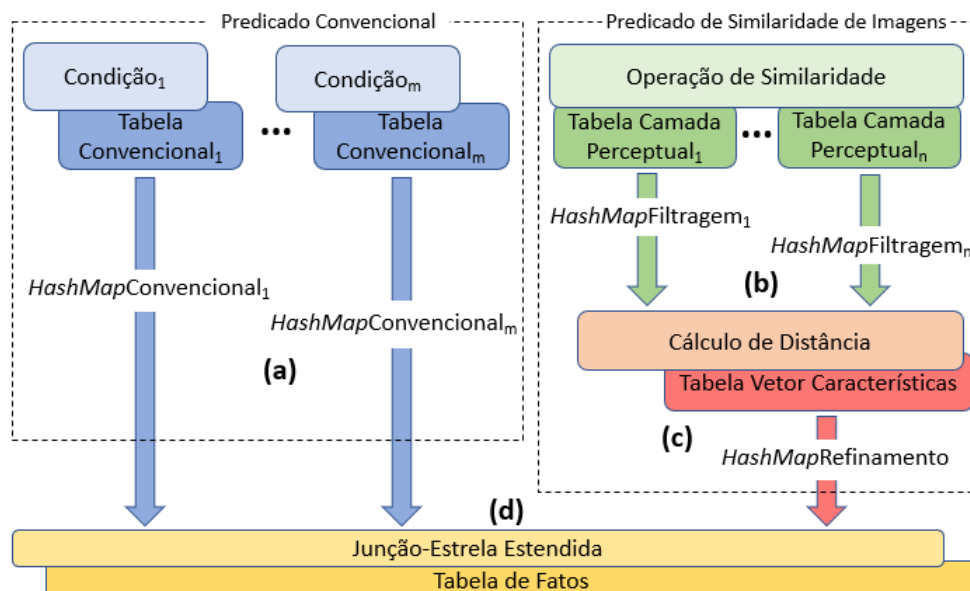 Predicado Convencional
Condição1
Tabela
Convencional1
...
Condiçãom
Tabela
Convencionalm
HashMapConvencional1
HashMapConvencionalm
(a)
Predicado de Similaridade de Imagens
Operação de Similaridade
Tabela Camada
Perceptual1
...
Tabela Camada
Perceptualn
HashMapFiltragem1
HashMapFiltragemn
(b)
Cálculo de Distância
Tabela Vetor Características
(c)
HashMapRefinamento
(d)
Junção-Estrela Estendida
Tabela de Fatos